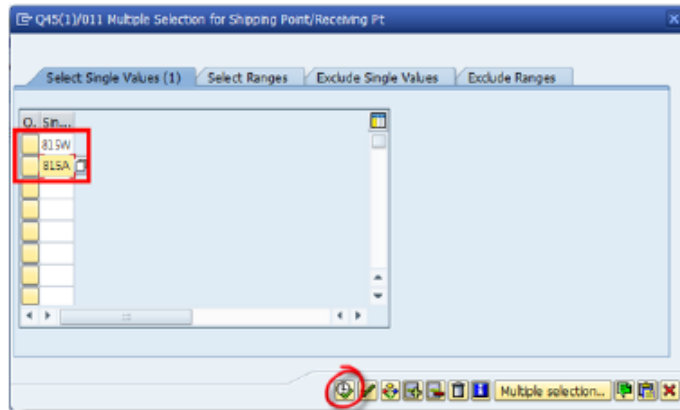 Q45(1)/011 Multiple Selection for Shipping Point/Receiving Pt
Select Single Values (1) Select Ranges Exclude Single Values Exclude Ranges
O. Sin...
815W
815A
Multiple selection...